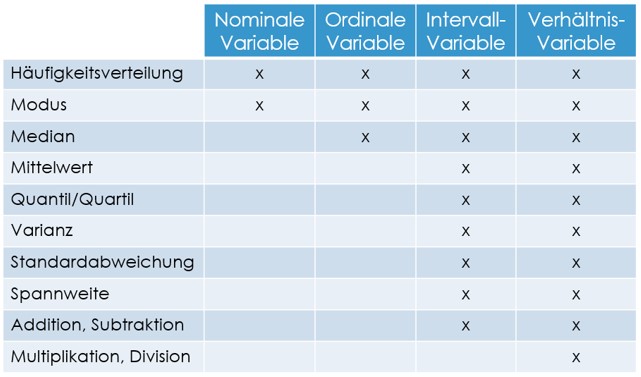 Nominale Variable Ordinale Variable Intervall-Variable Verhältnis-Variable
Häufigkeitsverteilung x x x x
Modus x x x x
Median x x x
Mittelwert x x
Quantil/Quartil x x
Varianz x x
Standardabweichung x x
Spannweite x x
Addition, Subtraktion x x
Multiplikation, Division x